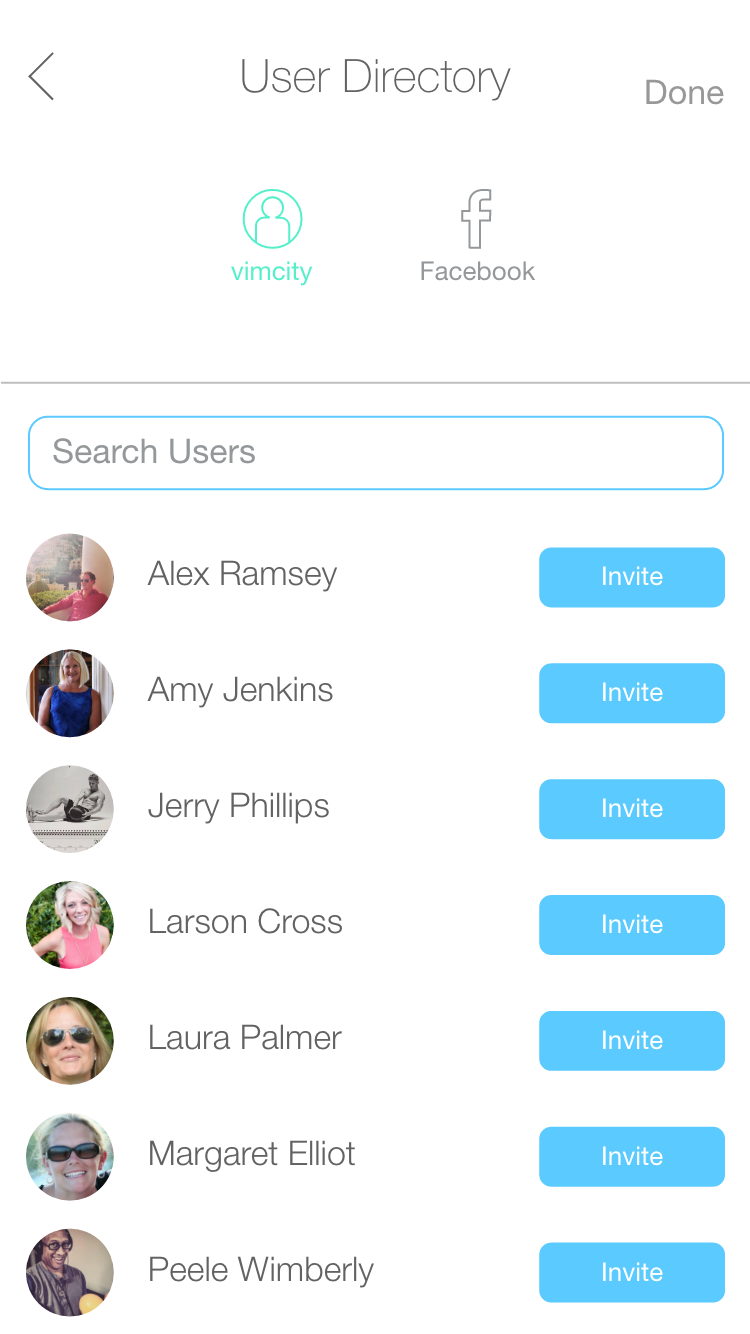 User Directory
Done
vimcity
Facebook
Search Users
Alex Ramsey
Invite
Amy Jenkins
Invite
Jerry Phillips
Invite
Larson Cross
Invite
Laura Palmer
Invite
Margaret Elliot
Invite
Peele Wimberly
Invite